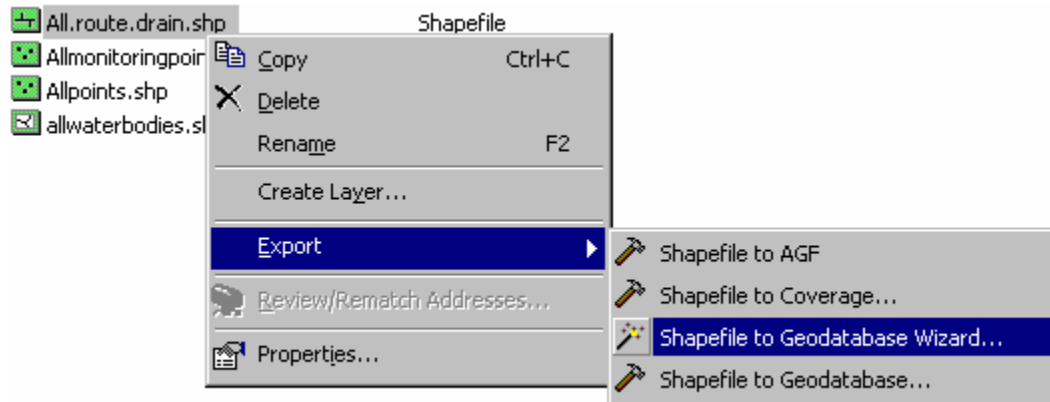 All.route.drain.shp Shapefile
Allmonitoringpoin
Allpoints.shp
allwaterbodies.sl
Copy Ctrl+C
Delete
Rename F2
Create Layer...
Export
Review/Rematch Addresses...
Properties...
Shapefile to AGF
Shapefile to Coverage...
Shapefile to Geodatabase Wizard...
Shapefile to Geodatabase...